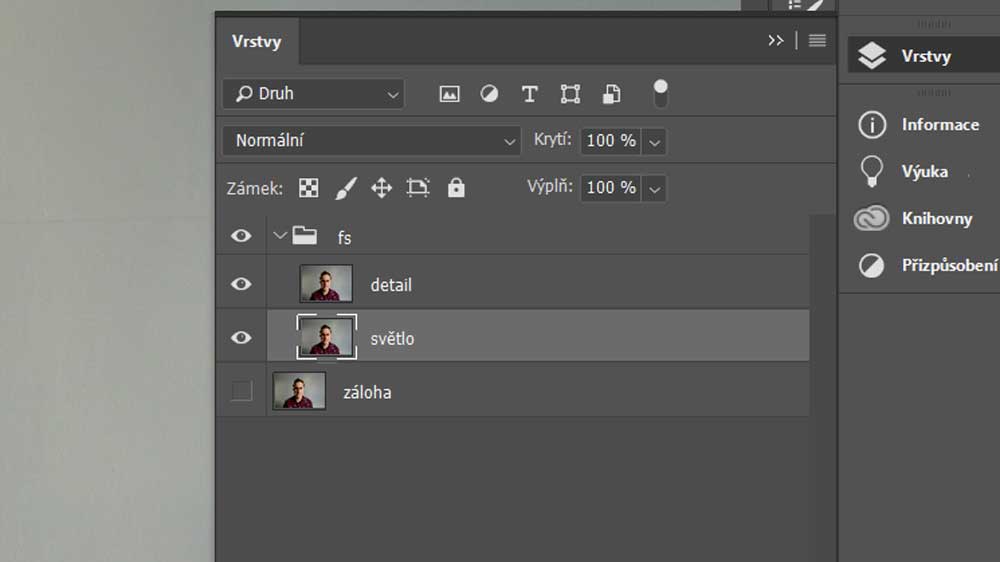 Vrstvy
Druh
Normální
Krytí: 100 %
Zámek:
Výplň: 100 %
fs
detail
světlo
záloha
Vrstvy
Informace
Výuka
Knihovny
Přizpůsobení